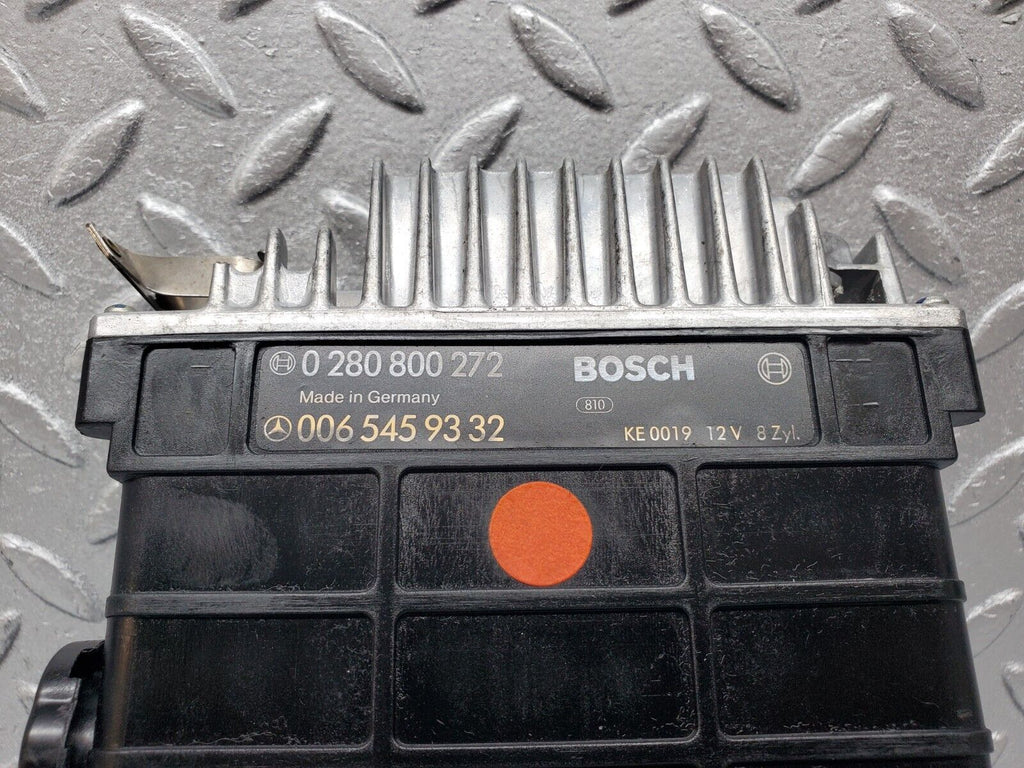 0 280 800 272 BOSCH
Made in Germany 810
006 545 93 32 KE 0019 12 V 8 Zyl.